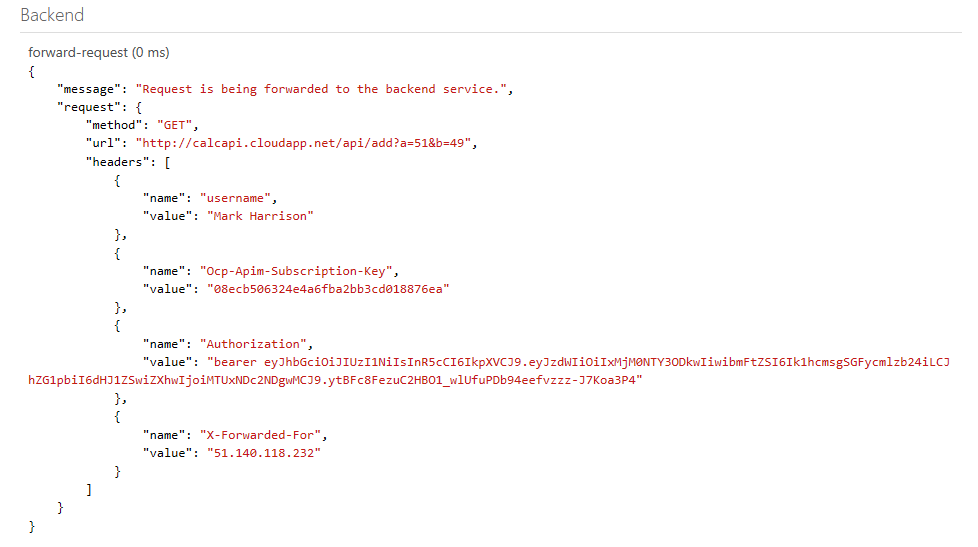 Backend
forward-request (0 ms)
{
    "message": "Request is being forwarded to the backend service.",
    "request": {
        "method": "GET",
        "url": "http://calcapi.cloudapp.net/api/add?a=51&b=49",
        "headers": [
            {
                "name": "username",
                "value": "Mark Harrison"
            },
            {
                "name": "Ocp-Apim-Subscription-Key",
                "value": "08ecb506324e4a6fba2bb3cd018876ea"
            },
            {
                "name": "Authorization",
                "value": "bearer eyJhbGciOiJIUzI1NiIsInR5cCI6IkpXVCJ9.eyJzdWIiOiIxMjM0NTY3ODkwIiwibmFtZSI6Ik1hcmsgSGFycmlzb24iLCJ
hZG1pbiI6dHJ1ZSwiZXhwIjoiMTUxNDc2NDgwMCJ9.ytBFc8FezuC2HBO1_wlUfuPDb94eefvzzz-J7Koa3P4"
            },
            {
                "name": "X-Forwarded-For",
                "value": "51.140.118.232"
            }
        ]
    }
}